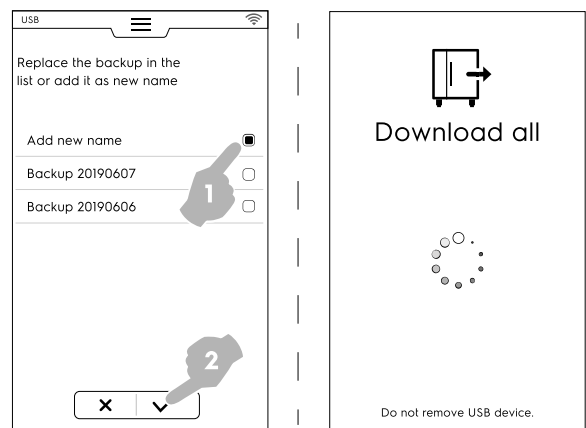 USB
Replace the backup in the
list or add it as new name
Add new name
Backup 20190607
Backup 20190606
1
2
Download all
Do not remove USB device.